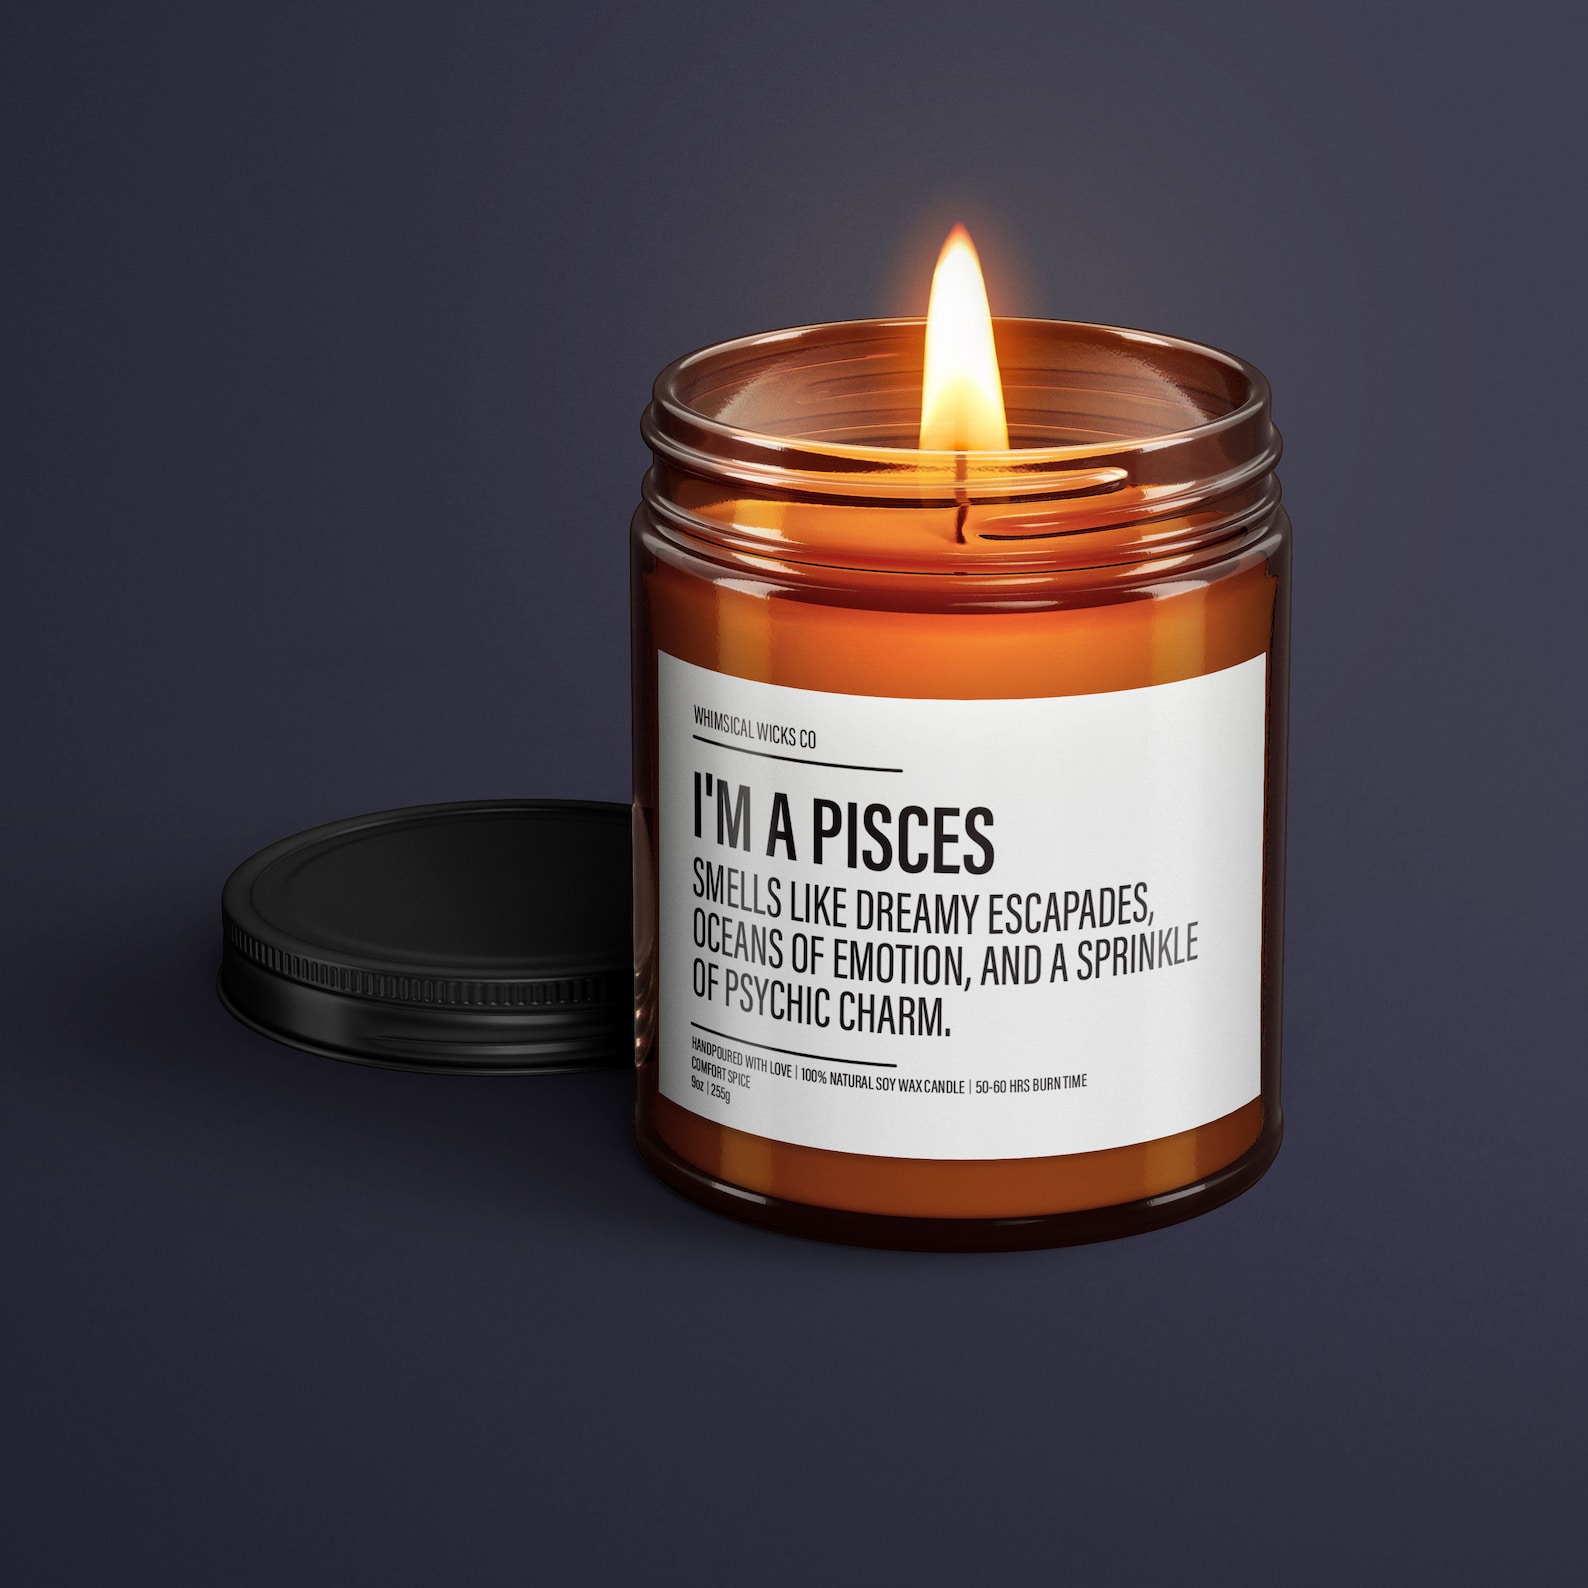 WHIMSICAL WICKS CO
I'M A PISCES
SMELLS LIKE DREAMY ESCAPADES,
OCEANS OF EMOTION, AND A SPRINKLE
OF PSYCHIC CHARM.
HANDPOURED WITH LOVE | 100% NATURAL SOY WAX CANDLE | 50-60 HRS BURN TIME
COMFORT SPICE
9oz | 255g